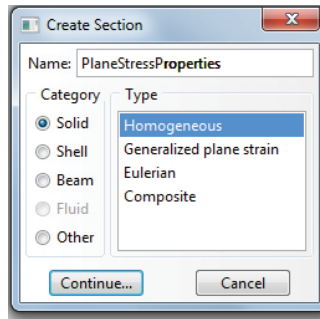 Create Section
Name: PlaneStressProperties
Category
Type
Solid
Shell
Beam
Fluid
Other
Homogeneous
Generalized plane strain
Eulerian
Composite
Continue...
Cancel